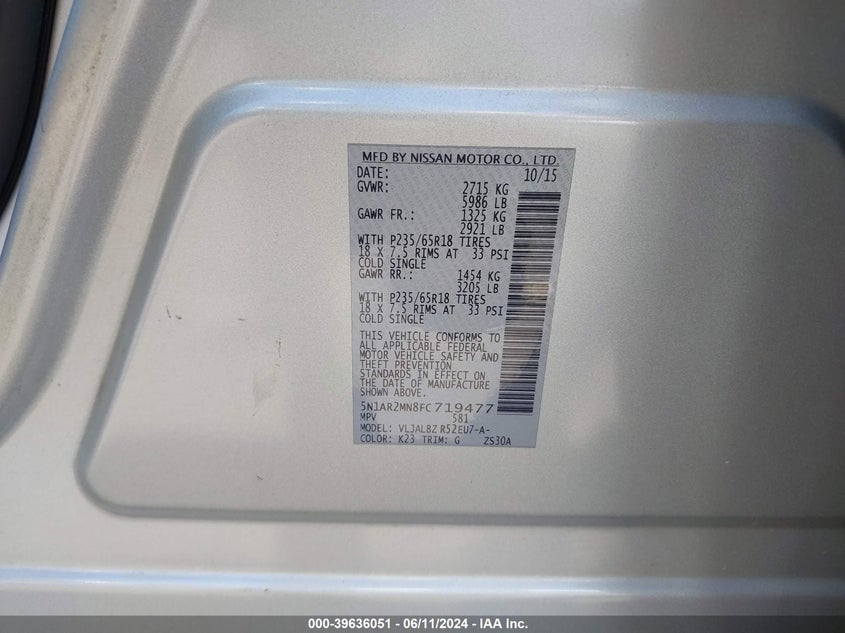 MFD BY NISSAN MOTOR CO., LTD.
DATE: 10/15
GVWR: 2715 KG
5986 LB
GAWR FR.: 1325 KG
2921 LB
WITH P235/65R18 TIRES
18 X 7.5 RIMS AT 33 PSI
COLD SINGLE
GAWR RR.: 1454 KG
3205 LB
WITH P235/65R18 TIRES
18 X 7.5 RIMS AT 33 PSI
COLD SINGLE
THIS VEHICLE CONFORMS TO
ALL APPLICABLE FEDERAL
MOTOR VEHICLE SAFETY AND
THEFT PREVENTION
STANDARDS IN EFFECT ON
THE DATE OF MANUFACTURE
SHOWN ABOVE.
5N1AR2MN8FC719477
MPV 581
MODEL: VLJALBZ R52EU7-A-
COLOR: K23 TRIM: G ZS30A
000-39636051 - 06/11/2024 - IAA Inc.